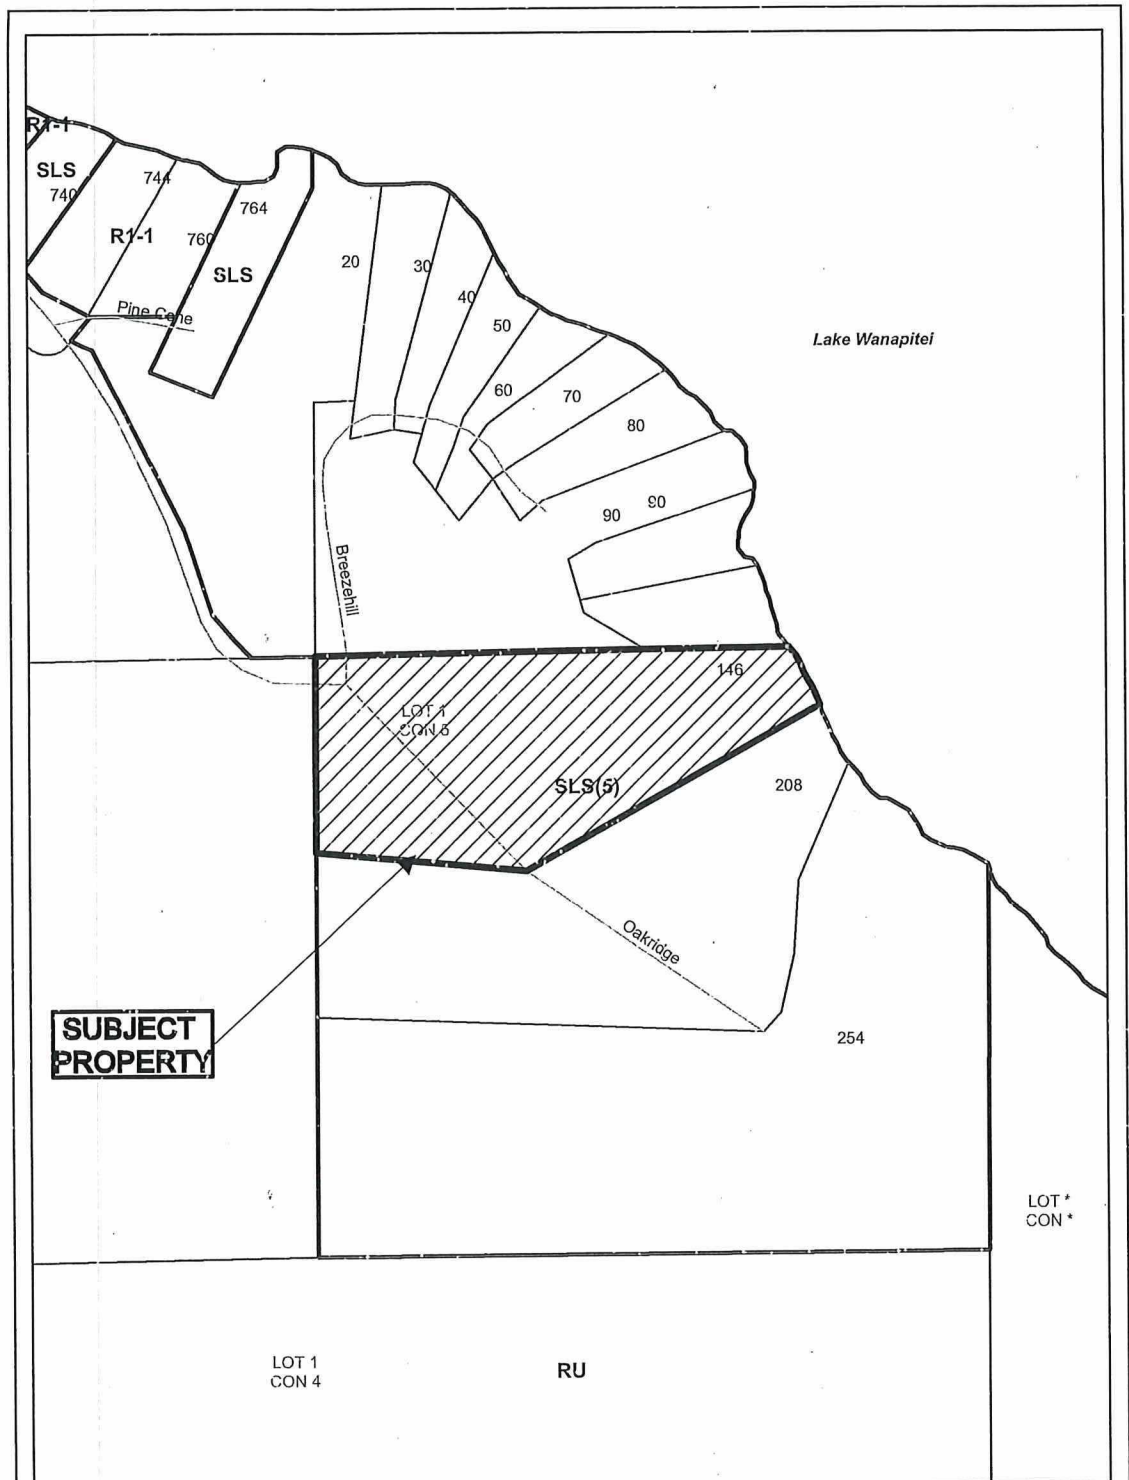 R1-1
SLS
740
744
764
R1-1
760
SLS
20
30
40
50
60
70
80
90
90
Pine Cone
Lake Wanapitei
Breezehill
146
LOT 1
CON 5
SLS(5)
208
Oakridge
SUBJECT
PROPERTY
254
LOT *
CON *
LOT 1
CON 4
RU